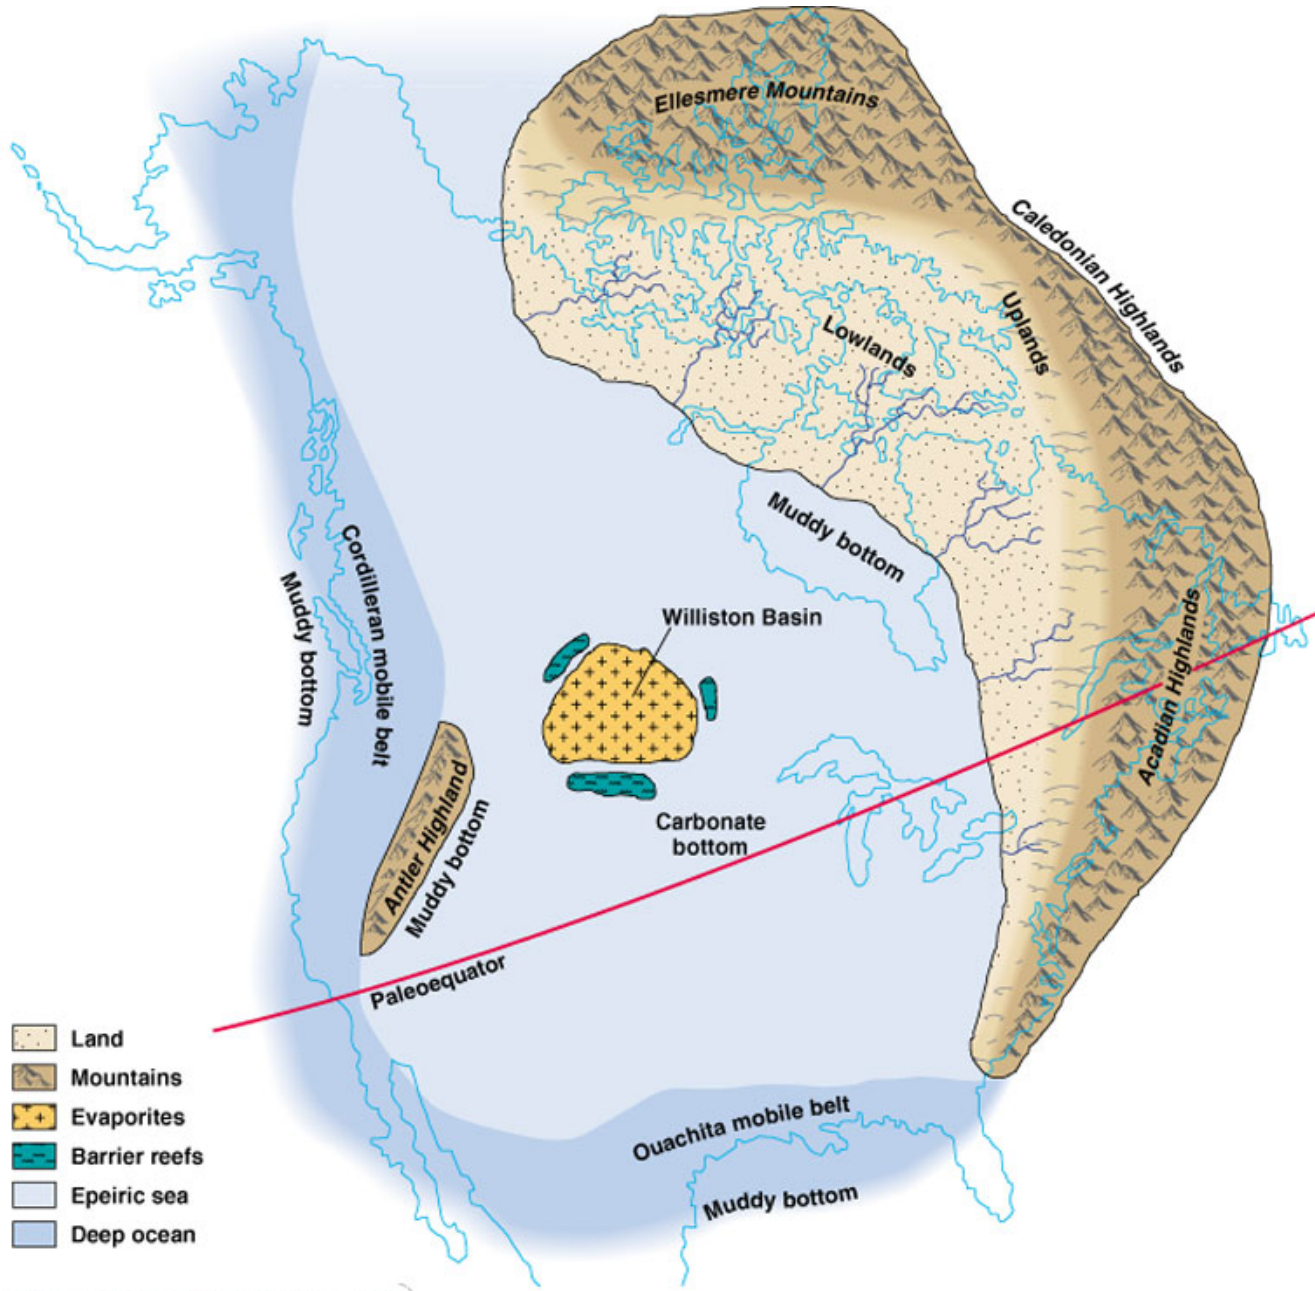 Ellesmere Mountains
Caledonian Highlands
Uplands
Lowlands
Muddy bottom
Cordilleran mobile belt
Muddy bottom
Williston Basin
Acadian Highlands
Antler Highland
Muddy bottom
Carbonate
bottom
Paleoequator
Land
Mountains
Evaporites
Barrier reefs
Epeiric sea
Deep ocean
Ouachita mobile belt
Muddy bottom